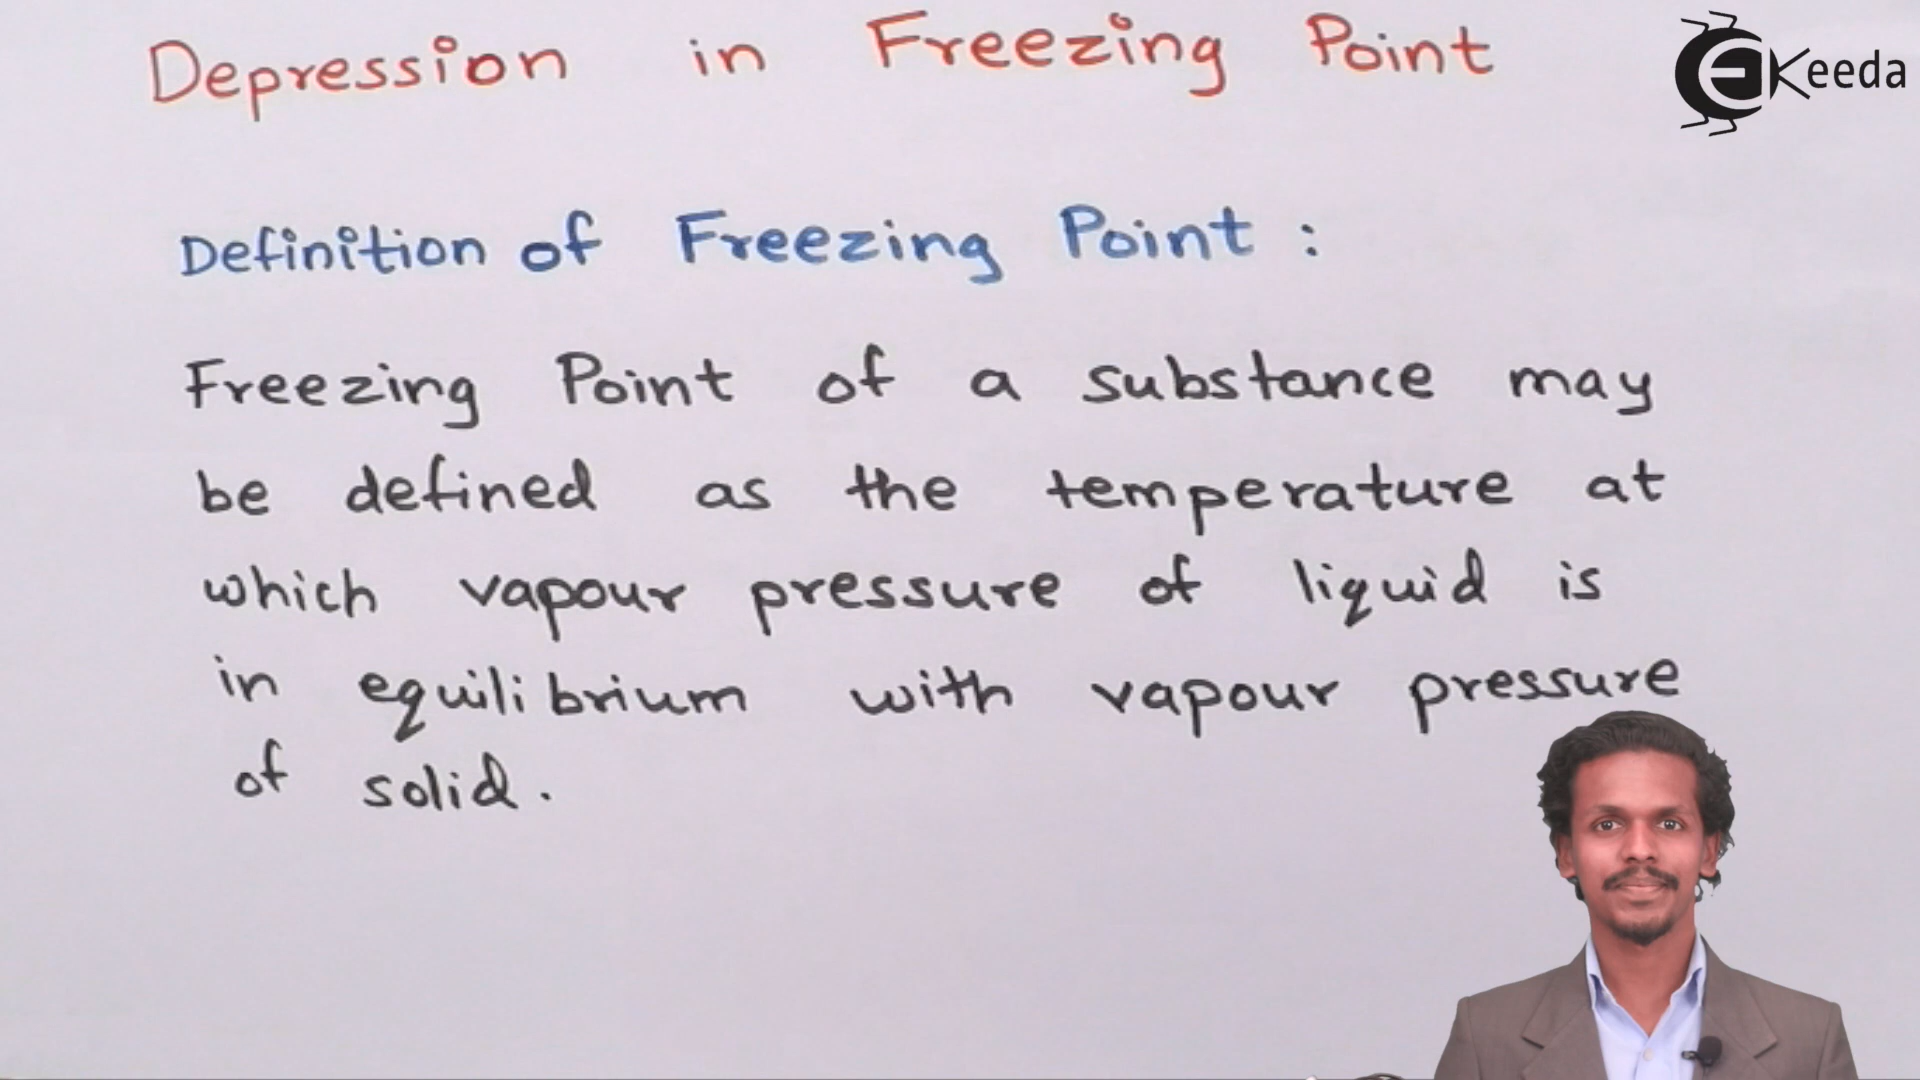 Depression in Freezing Point
EKeeda
Definition of Freezing Point :
Freezing Point of a substance may
be defined as the temperature at
which vapour pressure of liquid is
in equilibrium with vapour pressure
of solid.